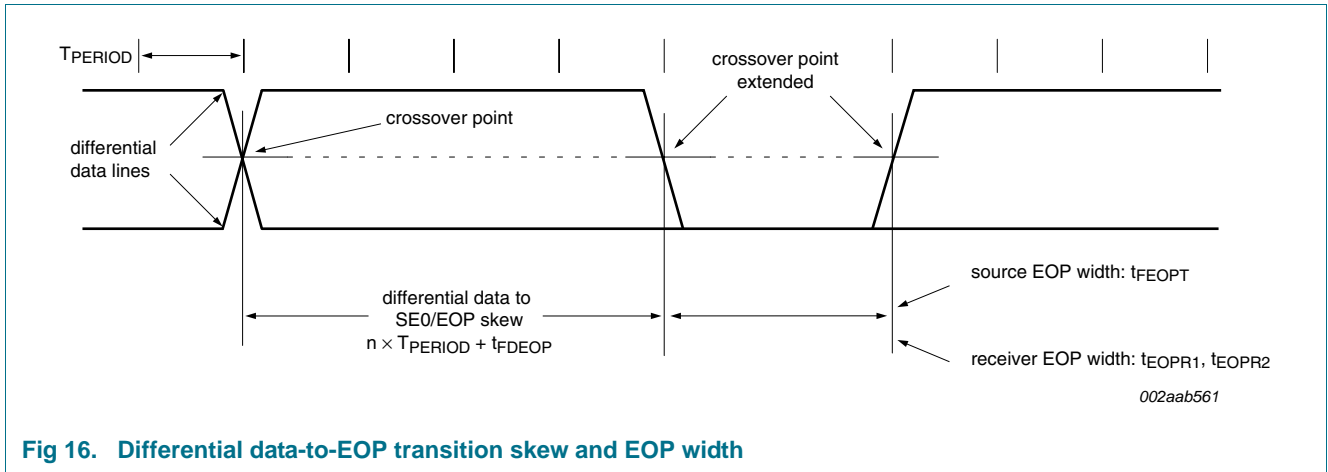 TPERIOD
crossover point
extended
crossover point
differential
data lines
source EOP width: tFEOPT
differential data to
SE0/EOP skew
n × TPERIOD + tFDEOP
receiver EOP width: tEOPR1, tEOPR2
002aab561
Fig 16. Differential data-to-EOP transition skew and EOP width